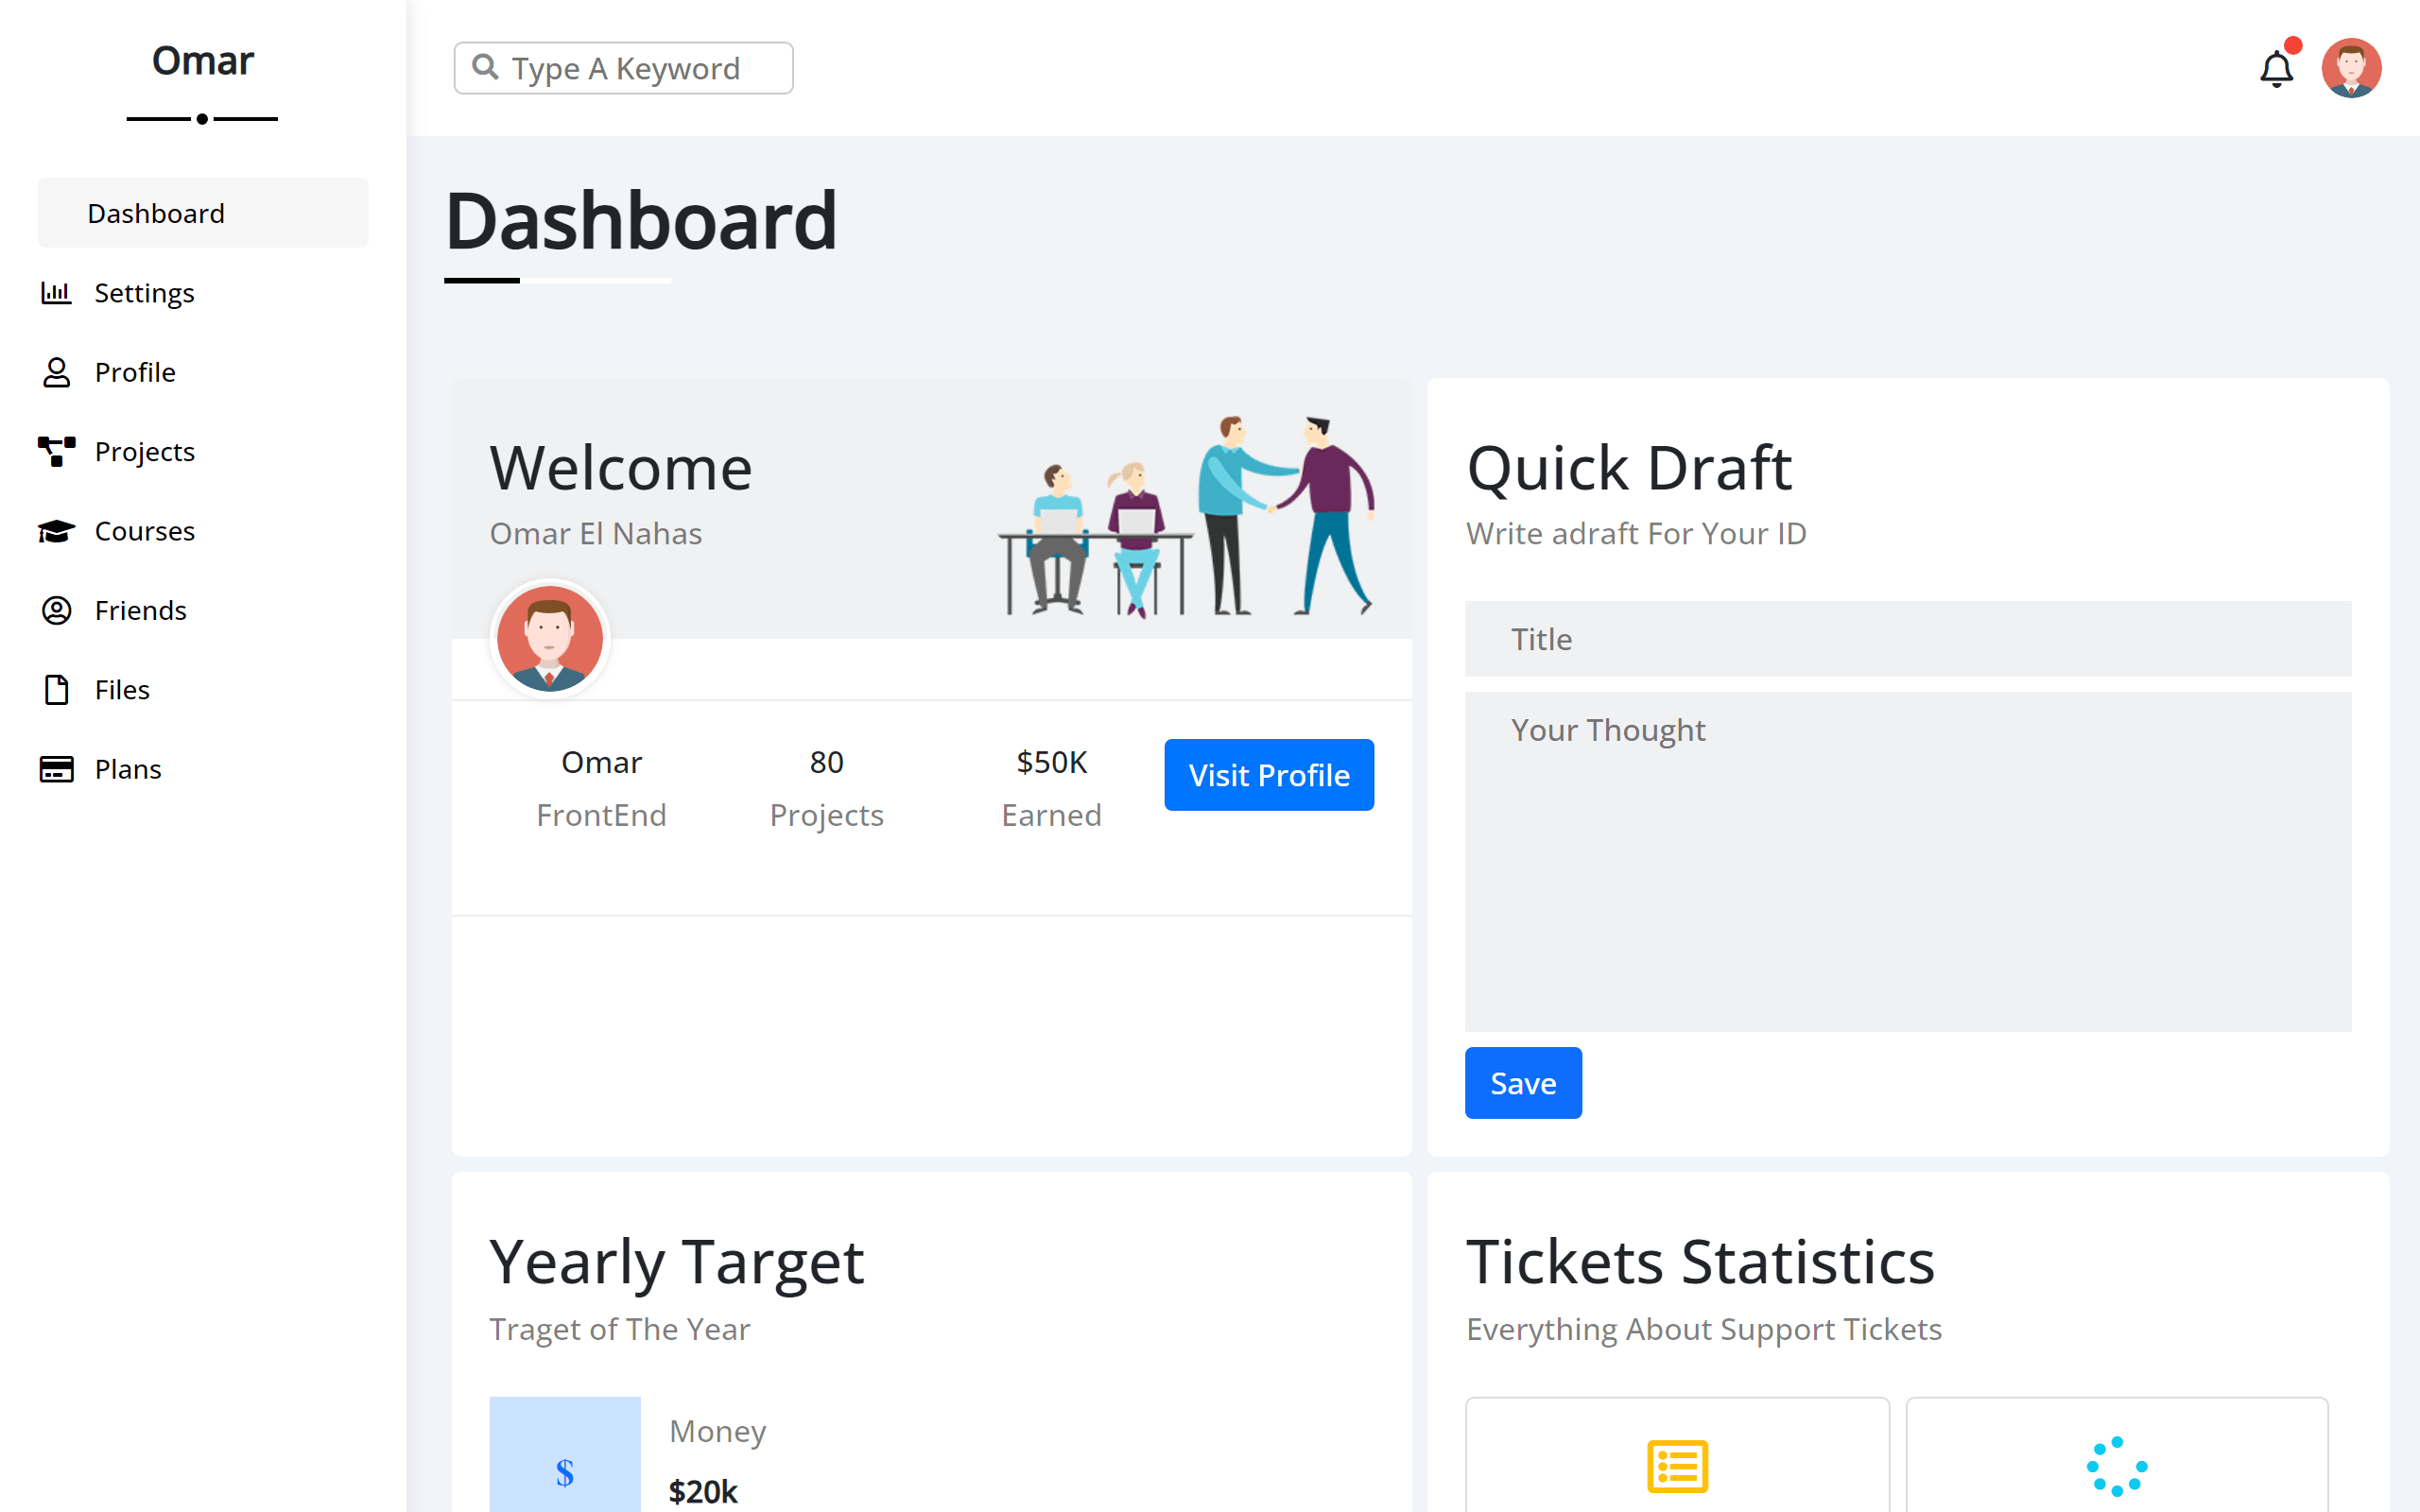 Omar
Dashboard
Settings
Profile
Projects
Courses
Friends
Files
Plans
Type A Keyword
Dashboard
Welcome
Omar El Nahas
Omar
FrontEnd
80
Projects
$50K
Earned
Visit Profile
Quick Draft
Write adraft For Your ID
Title
Your Thought
Save
Yearly Target
Traget of The Year
$
Money
$20k
Tickets Statistics
Everything About Support Tickets